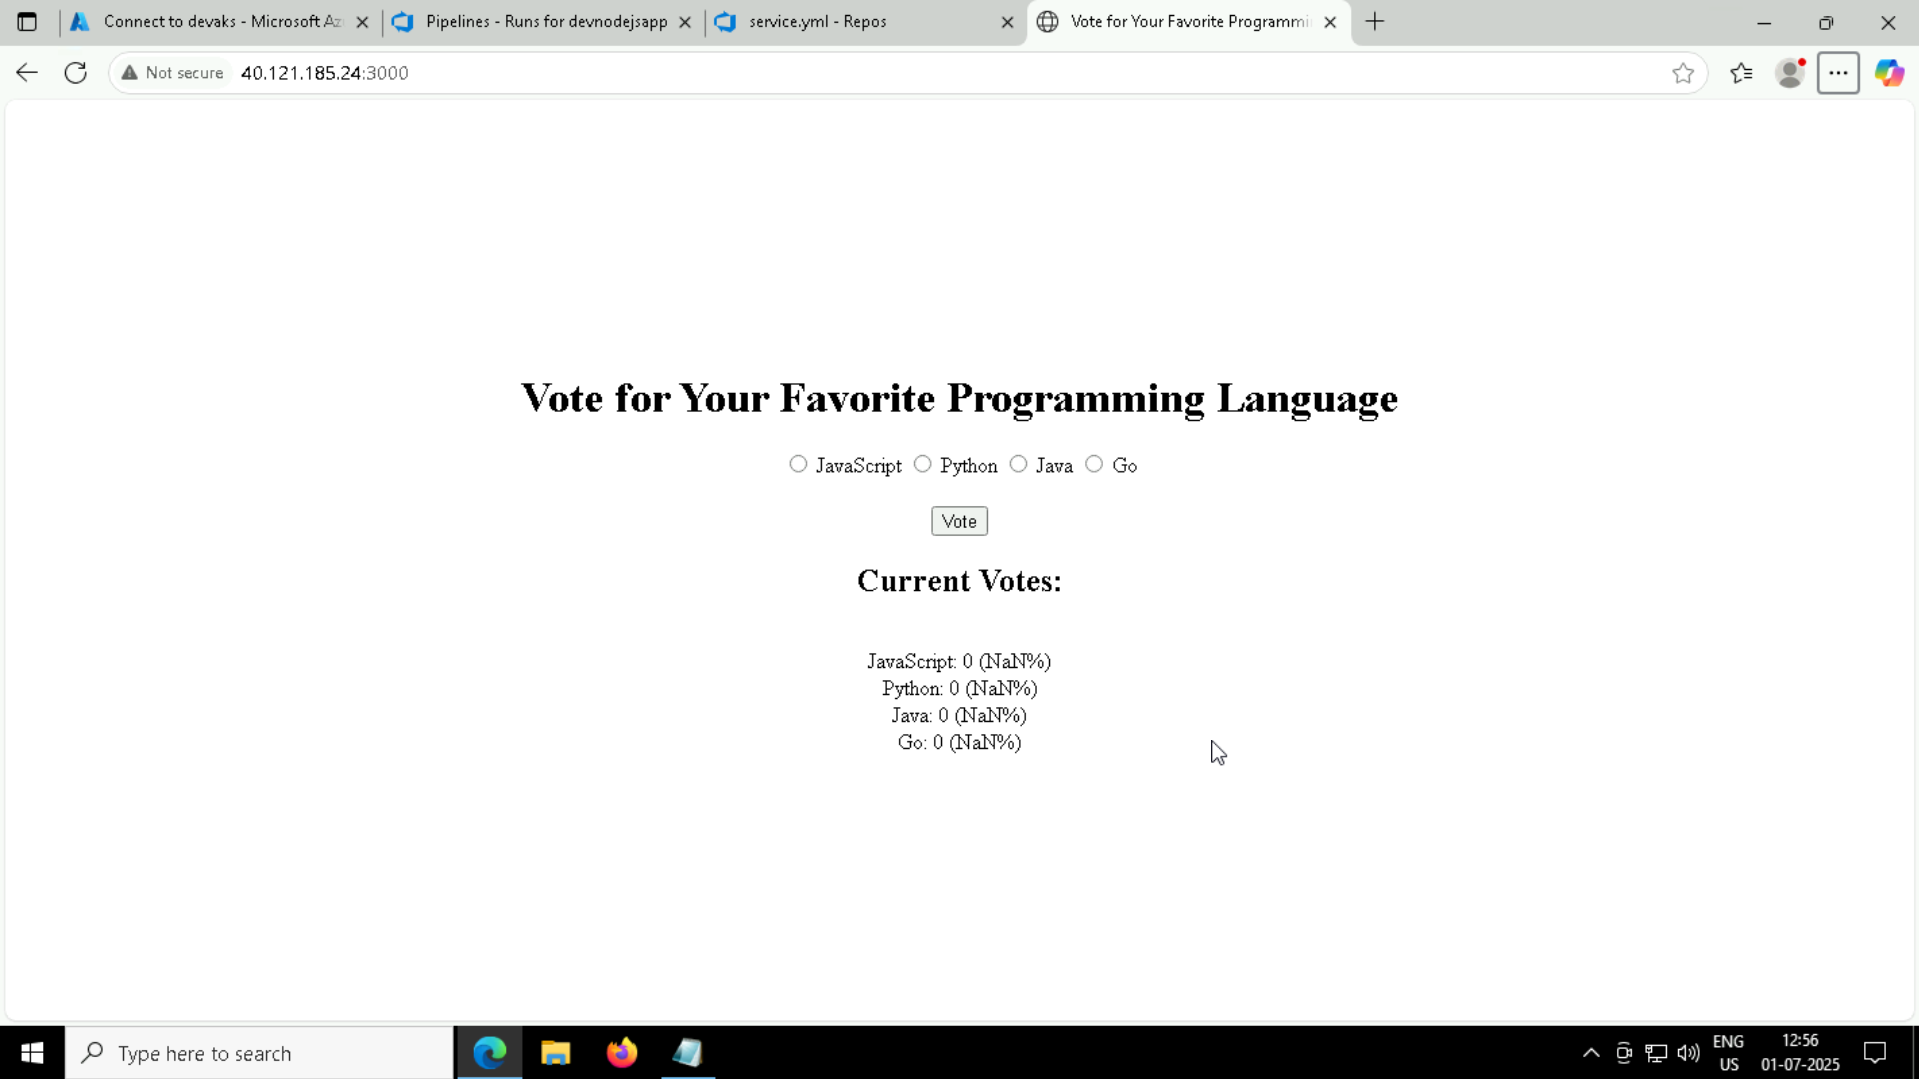 Connect to devaks - Microsoft Az
Pipelines - Runs for devnodejsapp
service.yml - Repos
Vote for Your Favorite Programmi
Not secure
40.121.185.24:3000
Vote for Your Favorite Programming Language
JavaScript Python Java Go
Vote
Current Votes:
JavaScript: 0 (NaN%)
Python: 0 (NaN%)
Java: 0 (NaN%)
Go: 0 (NaN%)
Type here to search
ENG
US
12:56
01-07-2025